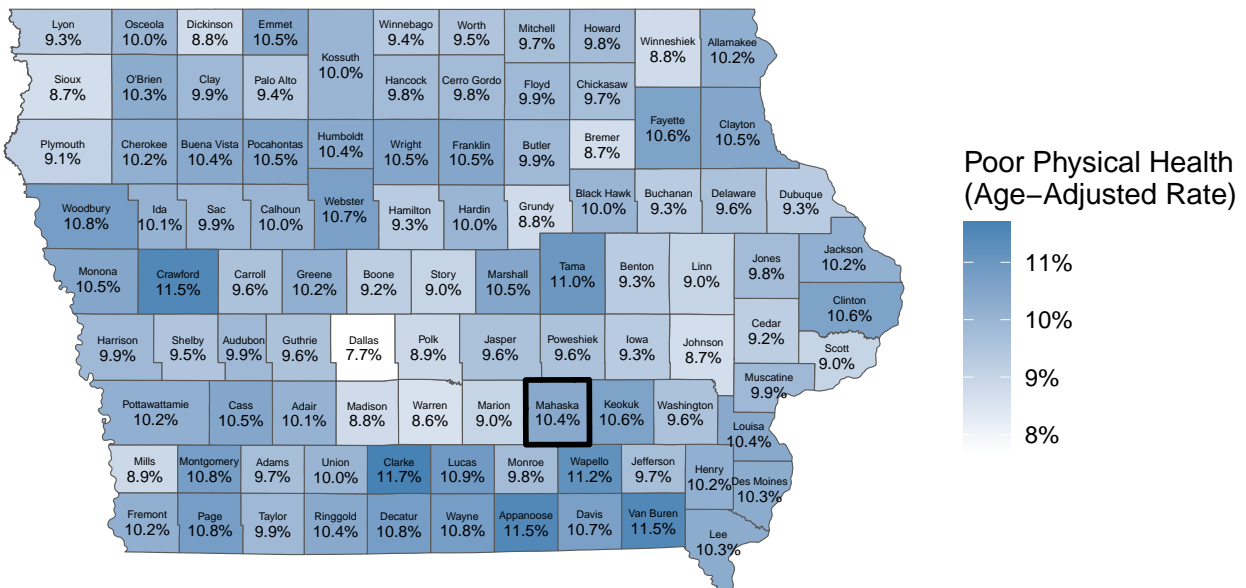 Lyon
9.3%
Osceola
10.0%
Dickinson
8.8%
Emmet
10.5%
Kossuth
10.0%
Winnebago
9.4%
Worth
9.5%
Mitchell
9.7%
Howard
9.8%
Winneshiek
8.8%
Allamakee
10.2%
Sioux
8.7%
O'Brien
10.3%
Clay
9.9%
Palo Alto
9.4%
Hancock
9.8%
Cerro Gordo
9.8%
Floyd
9.9%
Chickasaw
9.7%
Fayette
10.6%
Clayton
10.5%
Plymouth
9.1%
Cherokee
10.2%
Buena Vista
10.4%
Pocahontas
10.5%
Humboldt
10.4%
Wright
10.5%
Franklin
10.5%
Butler
9.9%
Bremer
8.7%
Woodbury
10.8%
Ida
10.1%
Sac
9.9%
Calhoun
10.0%
Webster
10.7%
Hamilton
9.3%
Hardin
10.0%
Grundy
8.8%
Black Hawk
10.0%
Buchanan
9.3%
Delaware
9.6%
Dubuque
9.3%
Monona
10.5%
Crawford
11.5%
Carroll
9.6%
Greene
10.2%
Boone
9.2%
Story
9.0%
Marshall
10.5%
Tama
11.0%
Benton
9.3%
Linn
9.0%
Jones
9.8%
Jackson
10.2%
Clinton
10.6%
Harrison
9.9%
Shelby
9.5%
Audubon
9.9%
Guthrie
9.6%
Dallas
7.7%
Polk
8.9%
Jasper
9.6%
Poweshiek
9.6%
Iowa
9.3%
Johnson
8.7%
Cedar
9.2%
Scott
9.0%
Muscatine
9.9%
Pottawattamie
10.2%
Cass
10.5%
Adair
10.1%
Madison
8.8%
Warren
8.6%
Marion
9.0%
Mahaska
10.4%
Keokuk
10.6%
Washington
9.6%
Louisa
10.4%
Mills
8.9%
Montgomery
10.8%
Adams
9.7%
Union
10.0%
Clarke
11.7%
Lucas
10.9%
Monroe
9.8%
Wapello
11.2%
Jefferson
9.7%
Henry
10.2%
Des Moines
10.3%
Fremont
10.2%
Page
10.8%
Taylor
9.9%
Ringgold
10.4%
Decatur
10.8%
Wayne
10.8%
Appanoose
11.5%
Davis
10.7%
Van Buren
11.5%
Lee
10.3%
Poor Physical Health
(Age−Adjusted Rate)
11%
10%
9%
8%